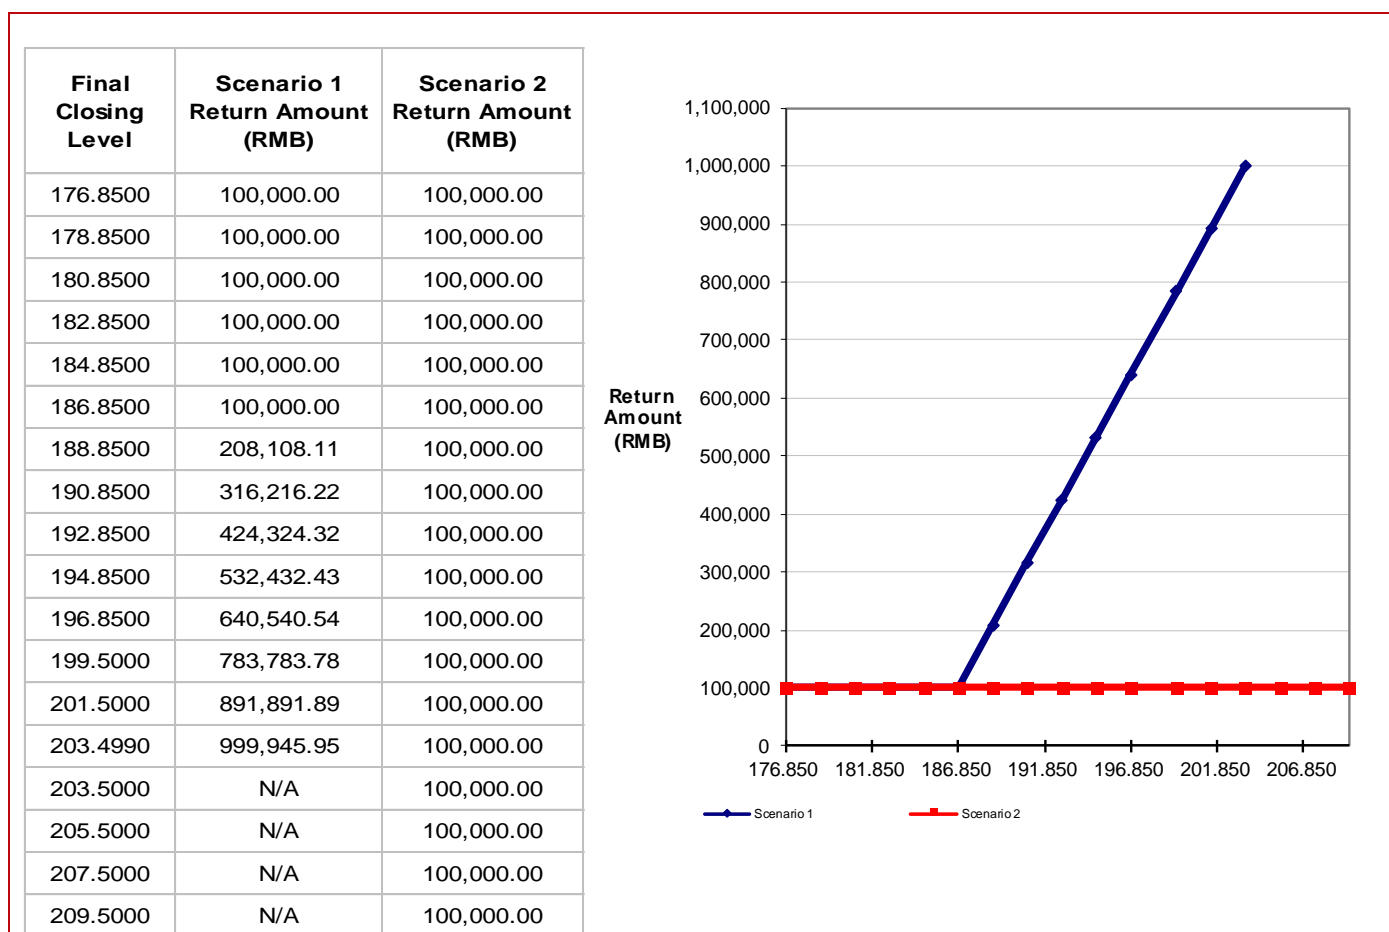 Final Closing Level
Scenario 1 Return Amount (RMB)
Scenario 2 Return Amount (RMB)
176.8500 100,000.00 100,000.00
178.8500 100,000.00 100,000.00
180.8500 100,000.00 100,000.00
182.8500 100,000.00 100,000.00
184.8500 100,000.00 100,000.00
186.8500 100,000.00 100,000.00
188.8500 208,108.11 100,000.00
190.8500 316,216.22 100,000.00
192.8500 424,324.32 100,000.00
194.8500 532,432.43 100,000.00
196.8500 640,540.54 100,000.00
199.5000 783,783.78 100,000.00
201.5000 891,891.89 100,000.00
203.4990 999,945.95 100,000.00
203.5000 N/A 100,000.00
205.5000 N/A 100,000.00
207.5000 N/A 100,000.00
209.5000 N/A 100,000.00
Return
Amount
(RMB)
1,100,000
1,000,000
900,000
800,000
700,000
600,000
500,000
400,000
300,000
200,000
100,000
0
176.850 181.850 186.850 191.850 196.850 201.850 206.850
Scenario 1 Scenario 2